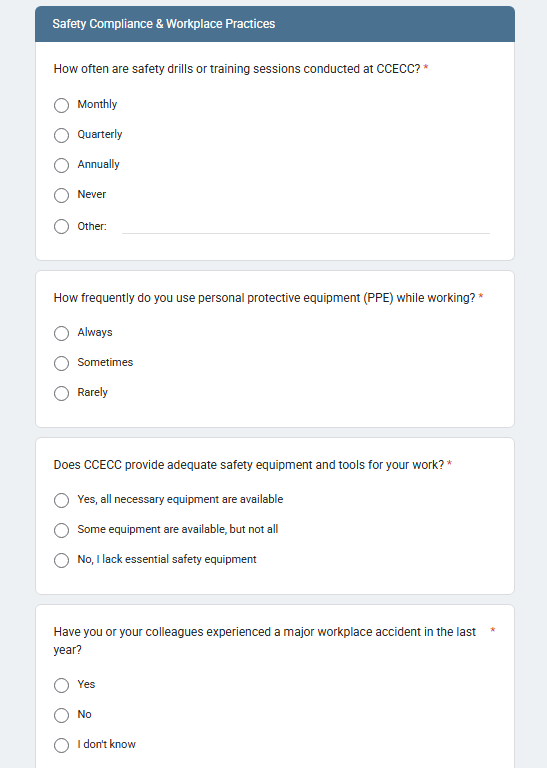 Safety Compliance & Workplace Practices
How often are safety drills or training sessions conducted at CCECC? *
Monthly
Quarterly
Annually
Never
Other:
How frequently do you use personal protective equipment (PPE) while working? *
Always
Sometimes
Rarely
Does CCECC provide adequate safety equipment and tools for your work? *
Yes, all necessary equipment are available
Some equipment are available, but not all
No, I lack essential safety equipment
Have you or your colleagues experienced a major workplace accident in the last *
year?
Yes
No
I don't know